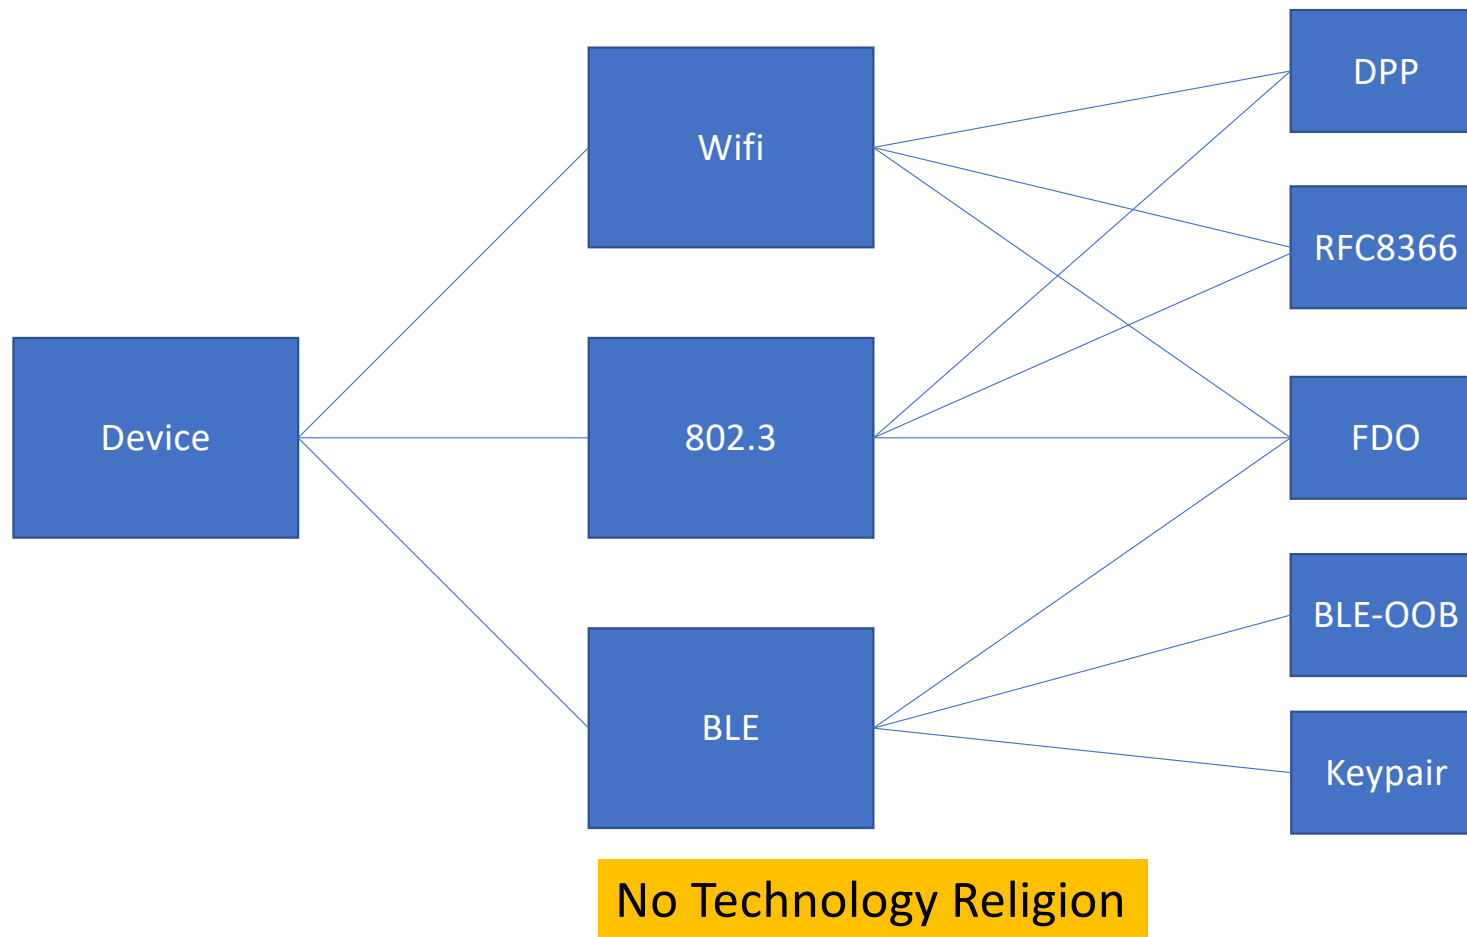 Device
Wifi
802.3
BLE
DPP
RFC8366
FDO
BLE-OOB
Keypair
No Technology Religion